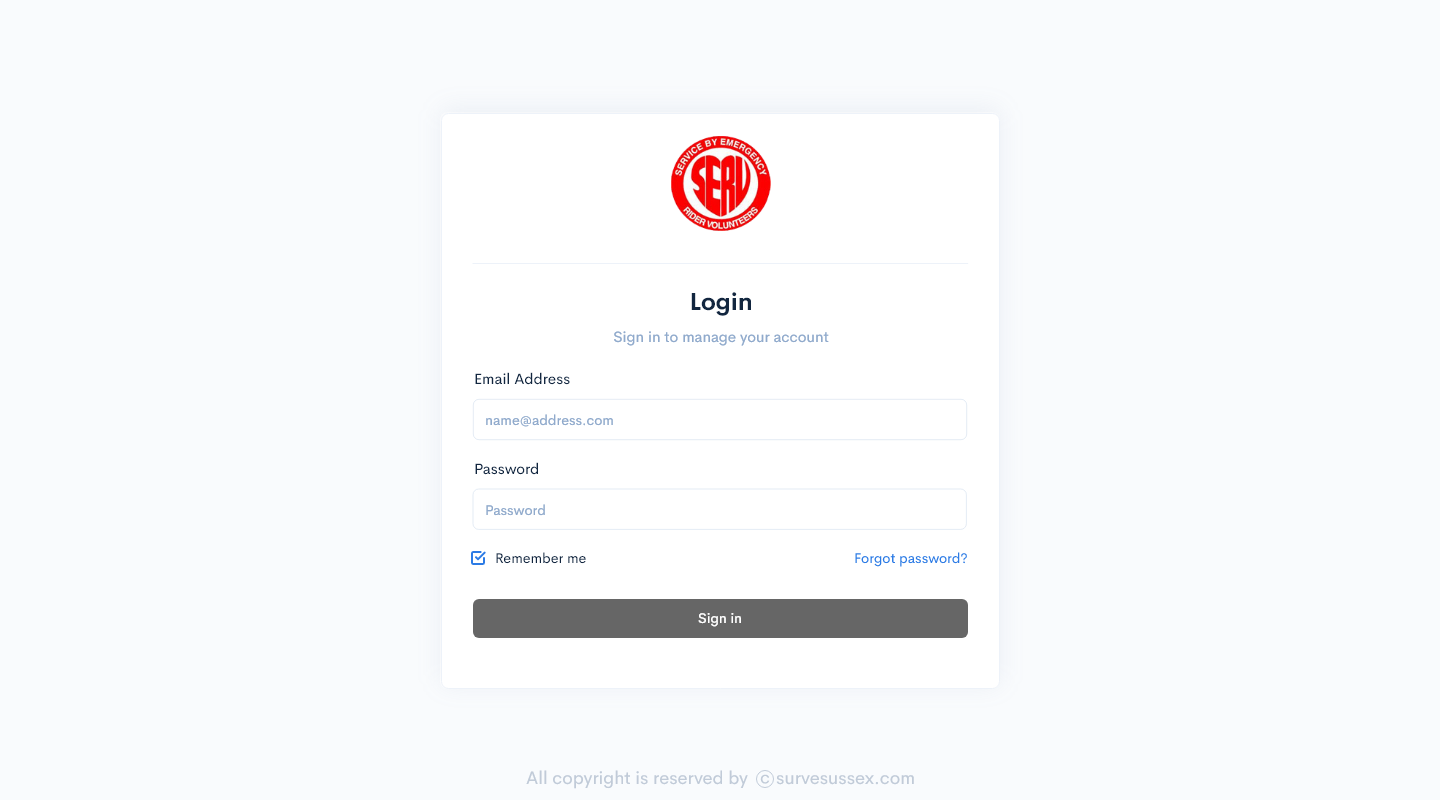 SERVICE BY EMERGENCY
SERV
RIDER VOLUNTEERS
Login
Sign in to manage your account
Email Address
name@address.com
Password
Password
Remember me Forgot password?
Sign in
All copyright is reserved by ©survesussex.com